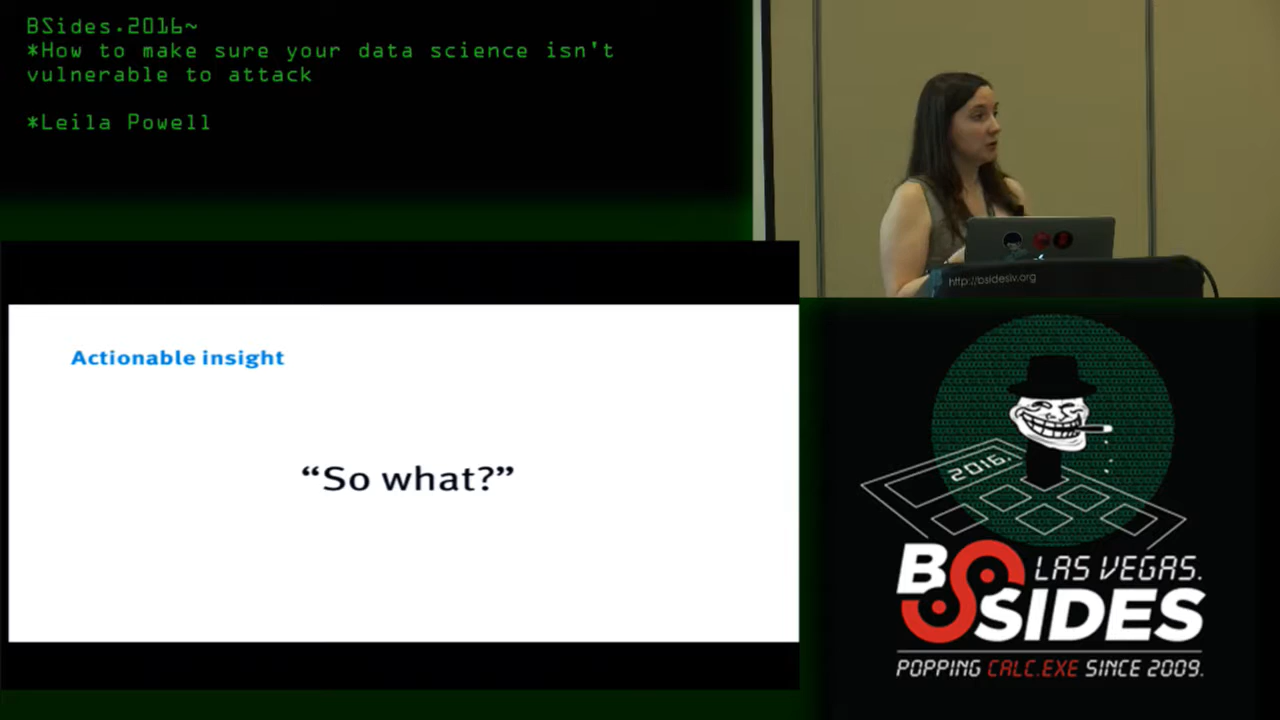 BSides.2016~
*How to make sure your data science isn't
vulnerable to attack
*Leila Powell
http://bsideslv.org
Actionable insight
“So what?”
2016.
BSIDES
LAS VEGAS.
POPPING CALC.EXE SINCE 2009.